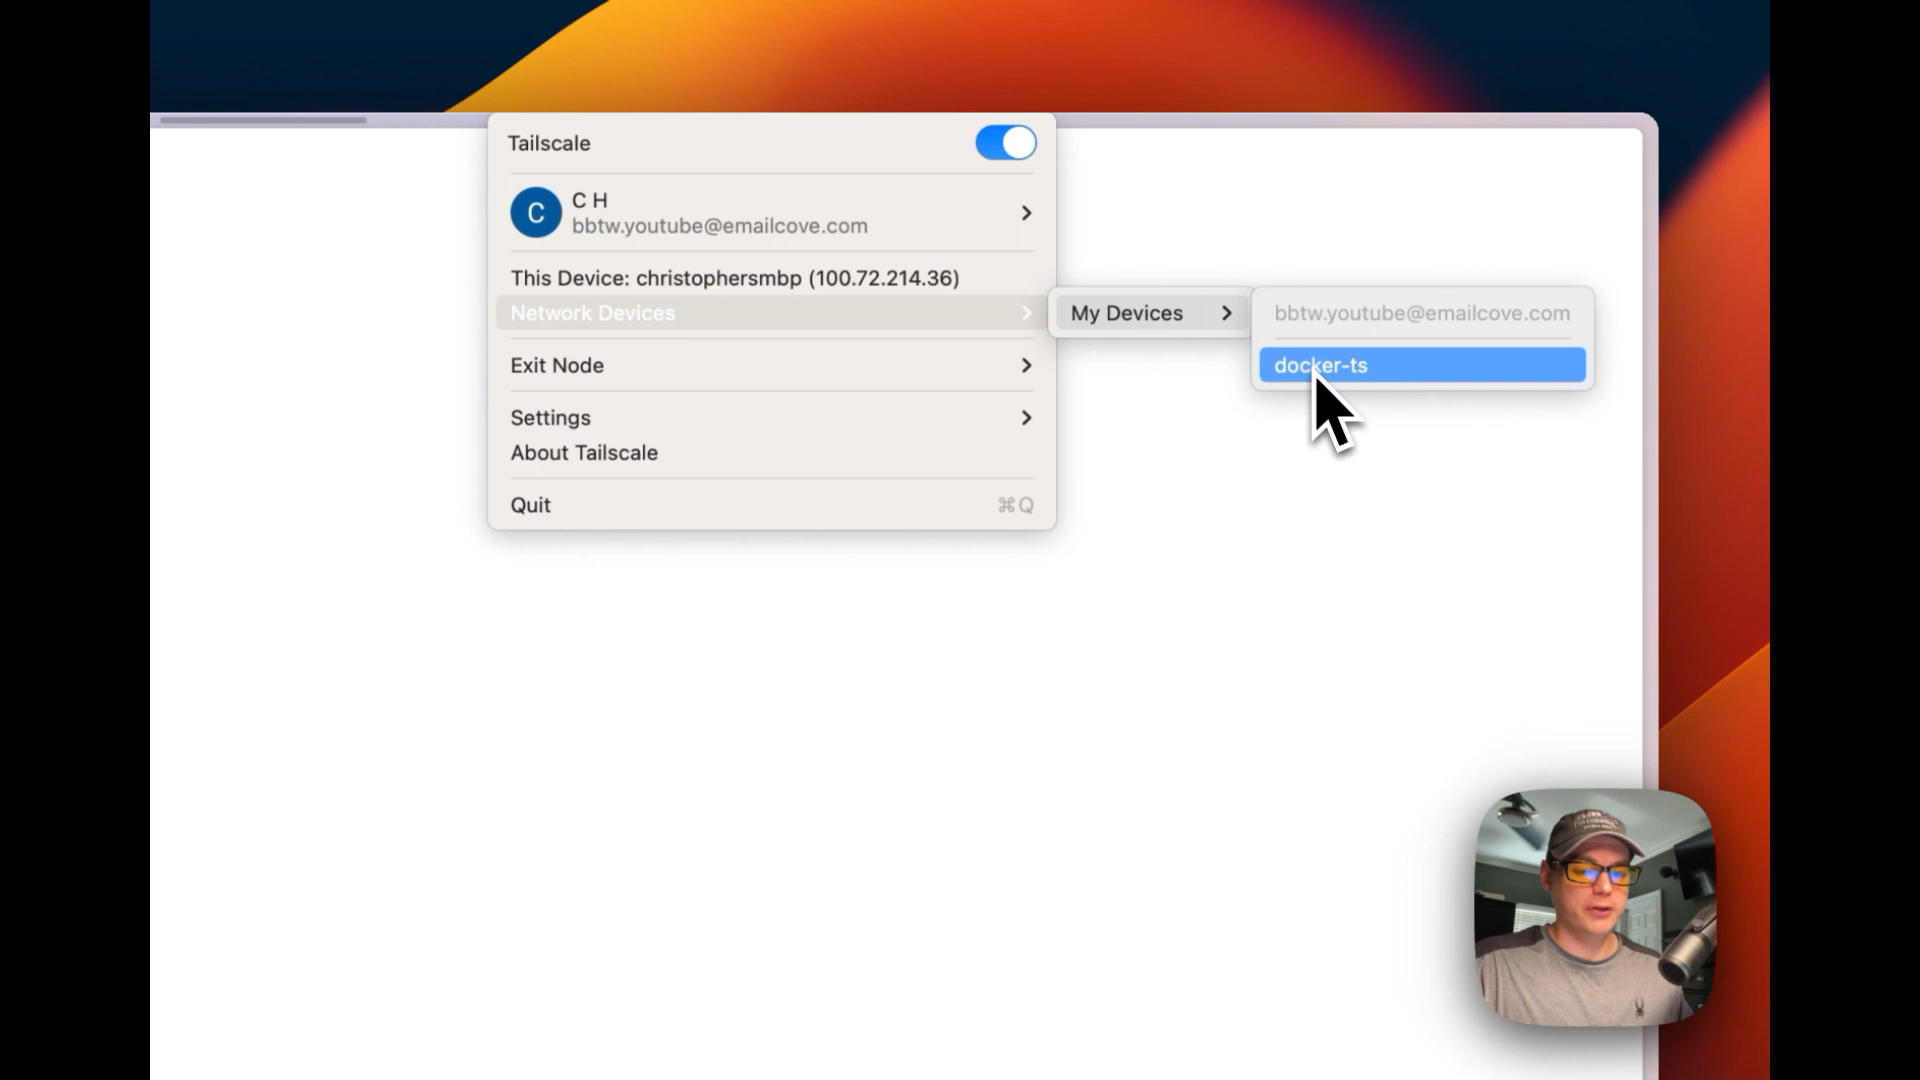 Tailscale
C
C H
bbtw.youtube@emailcove.com
This Device: christophersmbp (100.72.214.36)
Network Devices
My Devices
bbtw.youtube@emailcove.com
docker-ts
Exit Node
Settings
About Tailscale
Quit
⌘Q